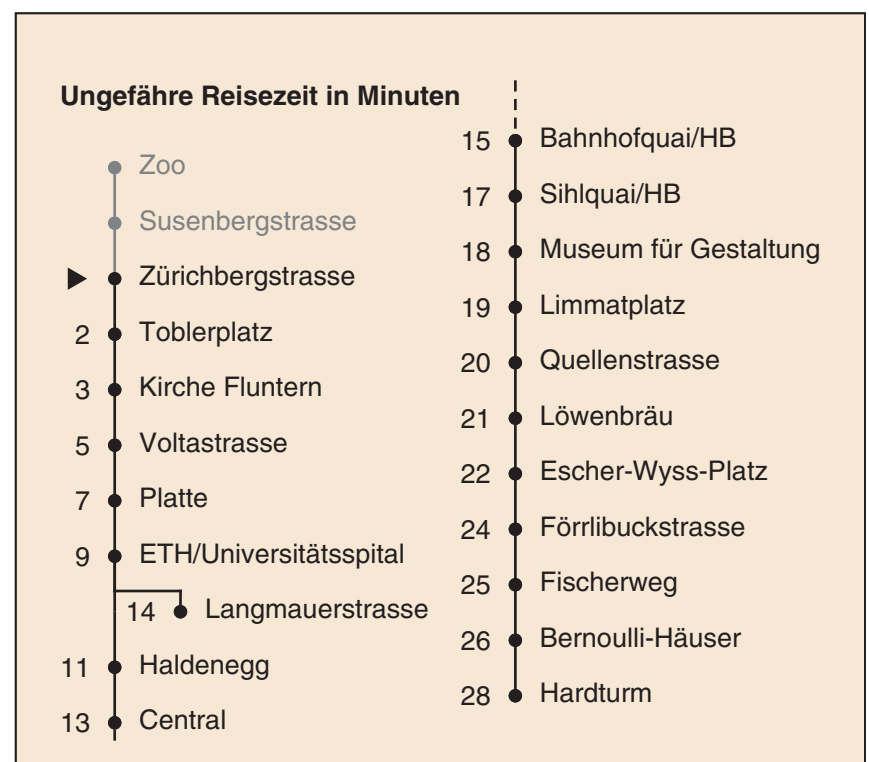 Ungefähre Reisezeit in Minuten
Zoo
Susenbergstrasse
Zürichbergstrasse
2 Toblerplatz
3 Kirche Fluntern
5 Voltastrasse
7 Platte
9 ETH/Universitätsspital
14 Langmauerstrasse
11 Haldenegg
13 Central
15 Bahnhofquai/HB
17 Sihlquai/HB
18 Museum für Gestaltung
19 Limmatplatz
20 Quellenstrasse
21 Löwenbräu
22 Escher-Wyss-Platz
24 Förrlibuckstrasse
25 Fischerweg
26 Bernoulli-Häuser
28 Hardturm